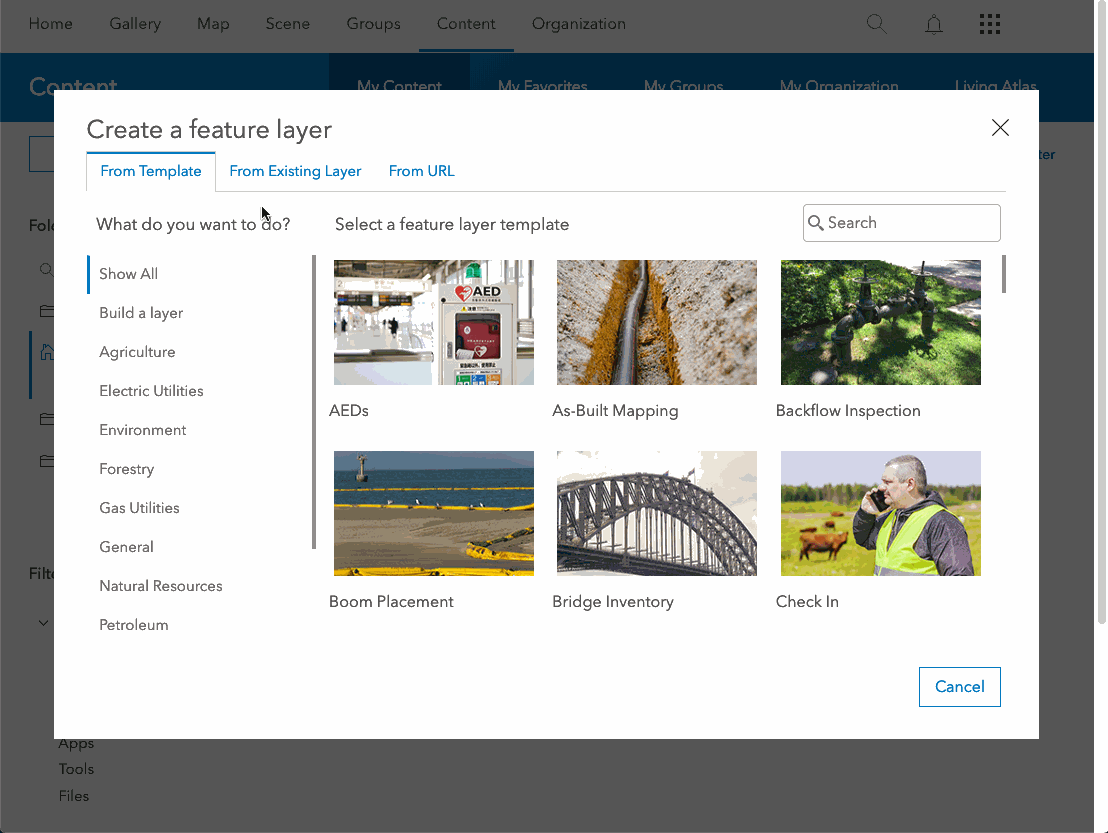 Home Gallery Map Scene Groups Content Organization
Content My Content My Favorites My Groups My Organization Living Atlas
Create a feature layer
From Template From Existing Layer From URL
What do you want to do?
Select a feature layer template
Search
Show All
Build a layer
Agriculture
Electric Utilities
Environment
Forestry
Gas Utilities
General
Natural Resources
Petroleum
AED
AEDs
As-Built Mapping
Backflow Inspection
Boom Placement
Bridge Inventory
Check In
Cancel
Apps
Tools
Files